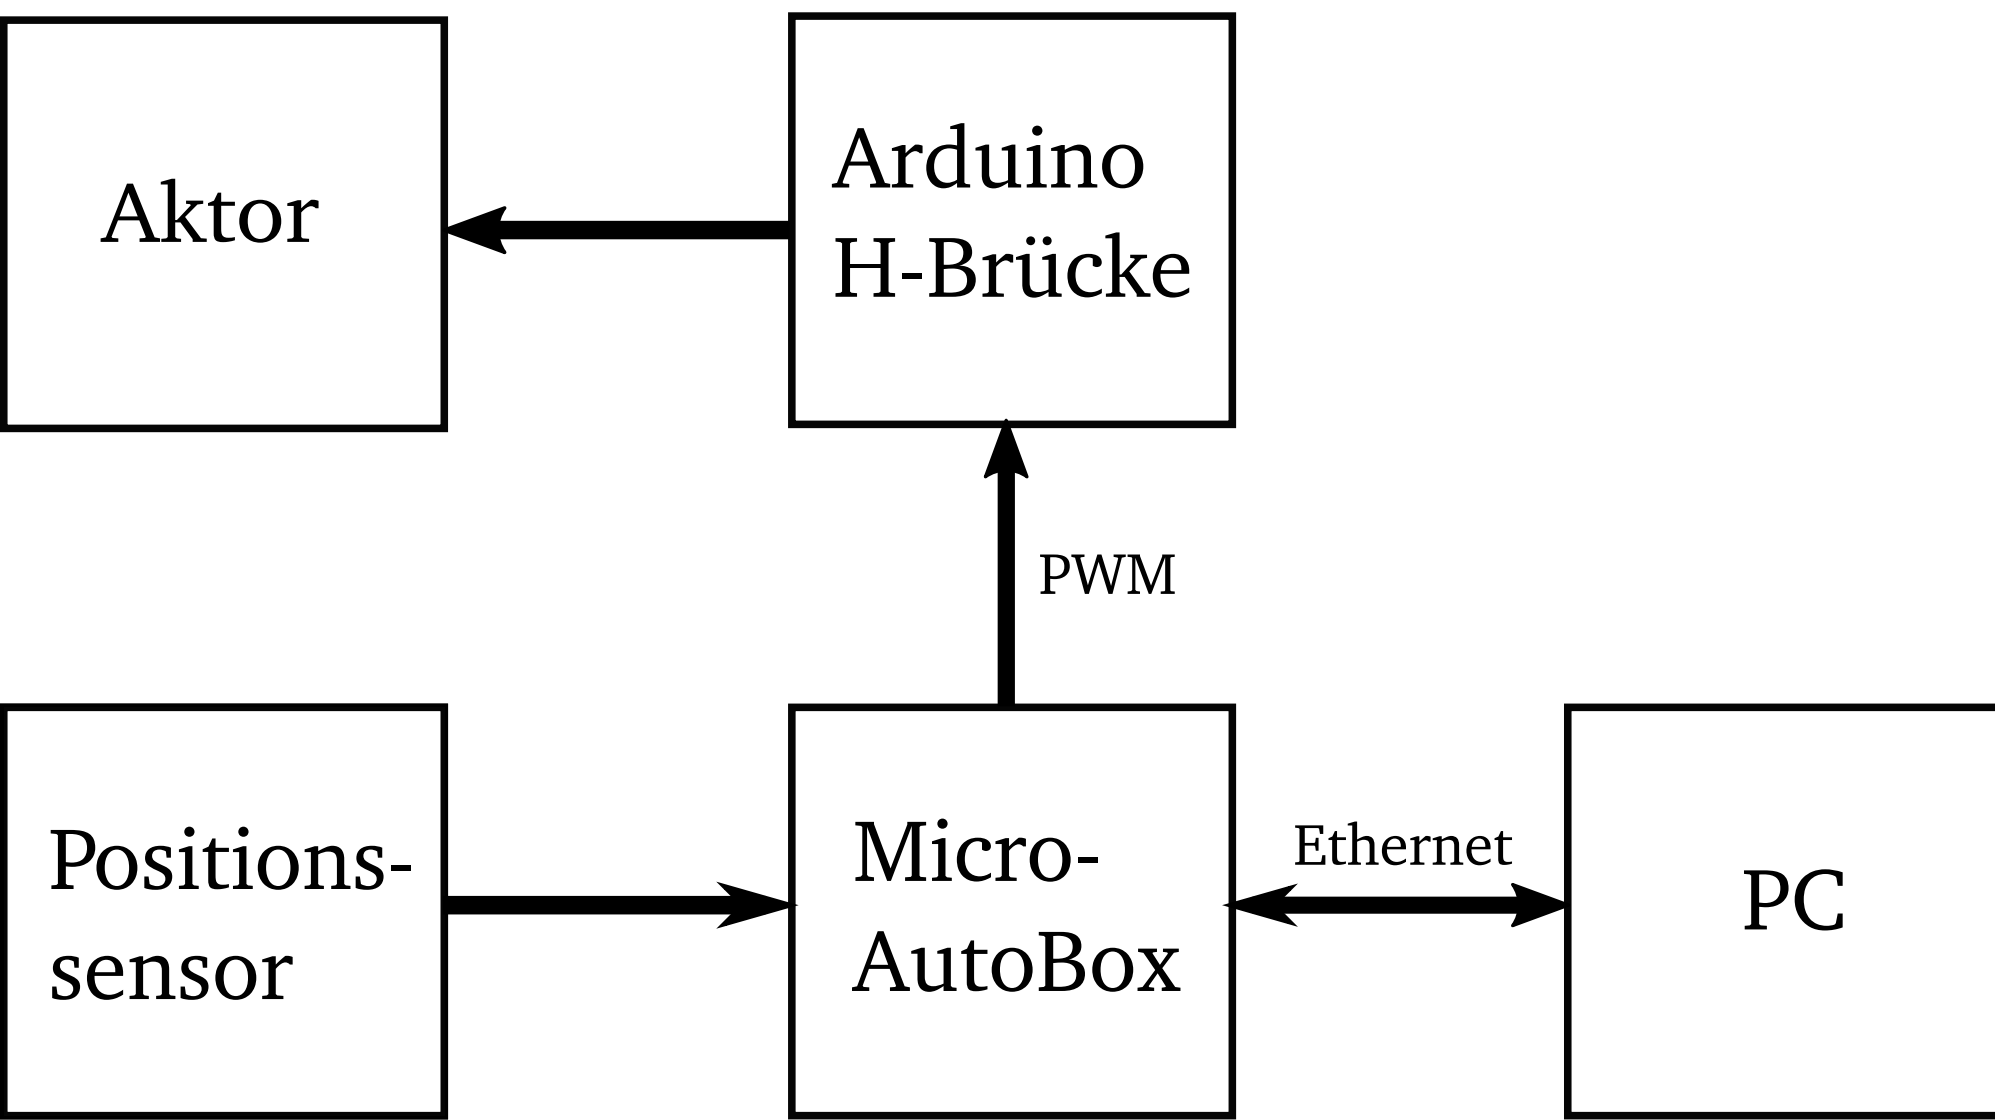 Aktor
Arduino
H-Brücke
PWM
Positions-
sensor
Micro-
AutoBox
Ethernet
PC